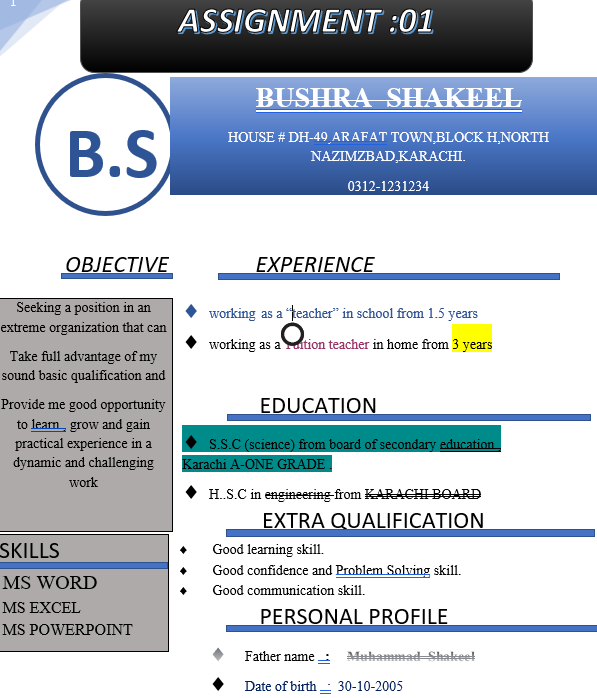 1
ASSIGNMENT :01
B.S
BUSHRA SHAKEEL
HOUSE # DH-49,ARAFAT TOWN,BLOCK H,NORTH
NAZIMZBAD,KARACHI.
0312-1231234
OBJECTIVE
Seeking a position in an
extreme organization that can
Take full advantage of my
sound basic qualification and
Provide me good opportunity
to learn , grow and gain
practical experience in a
dynamic and challenging
work
SKILLS
MS WORD
MS EXCEL
MS POWERPOINT
EXPERIENCE
working as a “teacher” in school from 1.5 years
working as a Tuition teacher in home from 3 years
EDUCATION
S.S.C (science) from board of secondary education
Karachi A-ONE GRADE .
H..S.C in engineering from KARACHI BOARD
EXTRA QUALIFICATION
Good learning skill.
Good confidence and Problem Solving skill.
Good communication skill.
PERSONAL PROFILE
Father name : Muhammad Shakeel
Date of birth : 30-10-2005